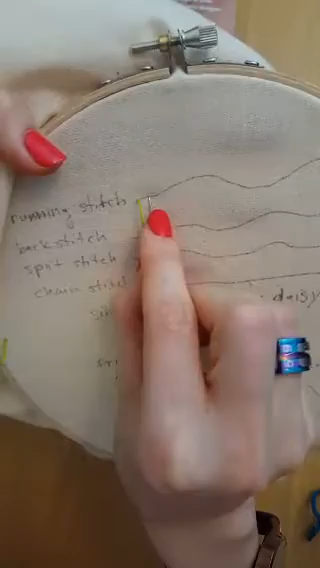 running stitch
back stitch
split stitch
chain stitch
daisy